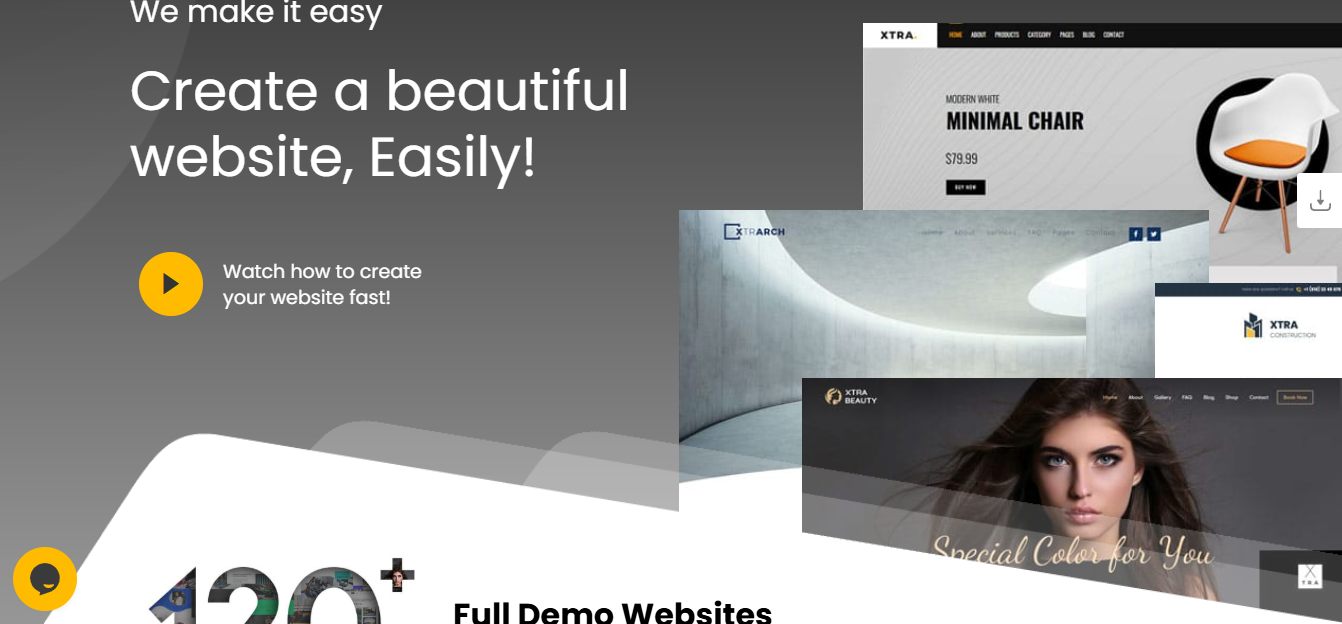 We make it easy
Create a beautiful
website, Easily!
Watch how to create
your website fast!
XTRA.
HOME ABOUT PRODUCTS CATEGORY PAGES BLOG CONTACT
MODERN WHITE
MINIMAL CHAIR
$79.99
BUY NOW
XTRARCH
Home About Services FAQ Pages Contact
XTRA
CONSTRUCTION
XTRA
BEAUTY
Home About Gallery FAQ Blog Shop Contact Book Now
Special Color for You
120+
Full Demo Websites
XTRA